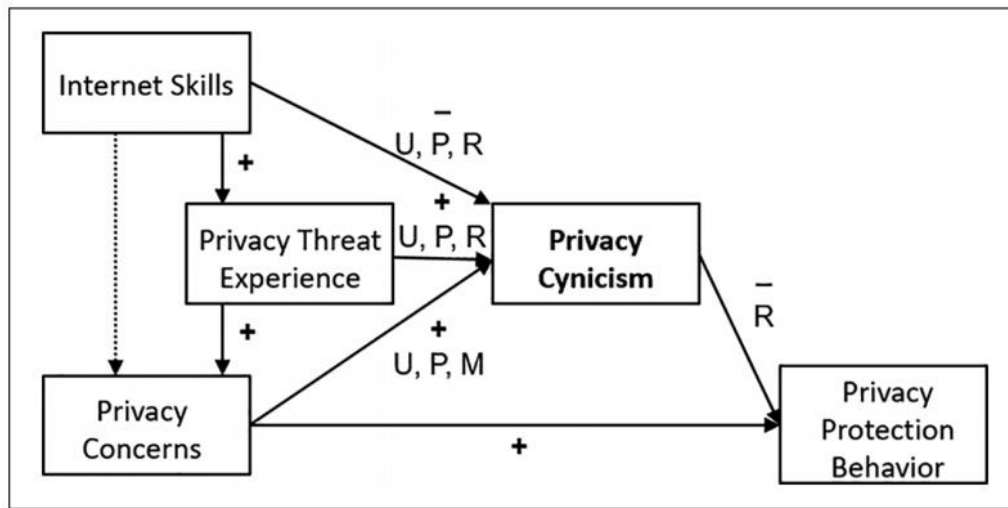 Internet Skills
−
U, P, R
+
+
U, P, R
Privacy Threat
Experience
Privacy
Cynicism
−
R
+
+
U, P, M
Privacy
Concerns
+
Privacy
Protection
Behavior